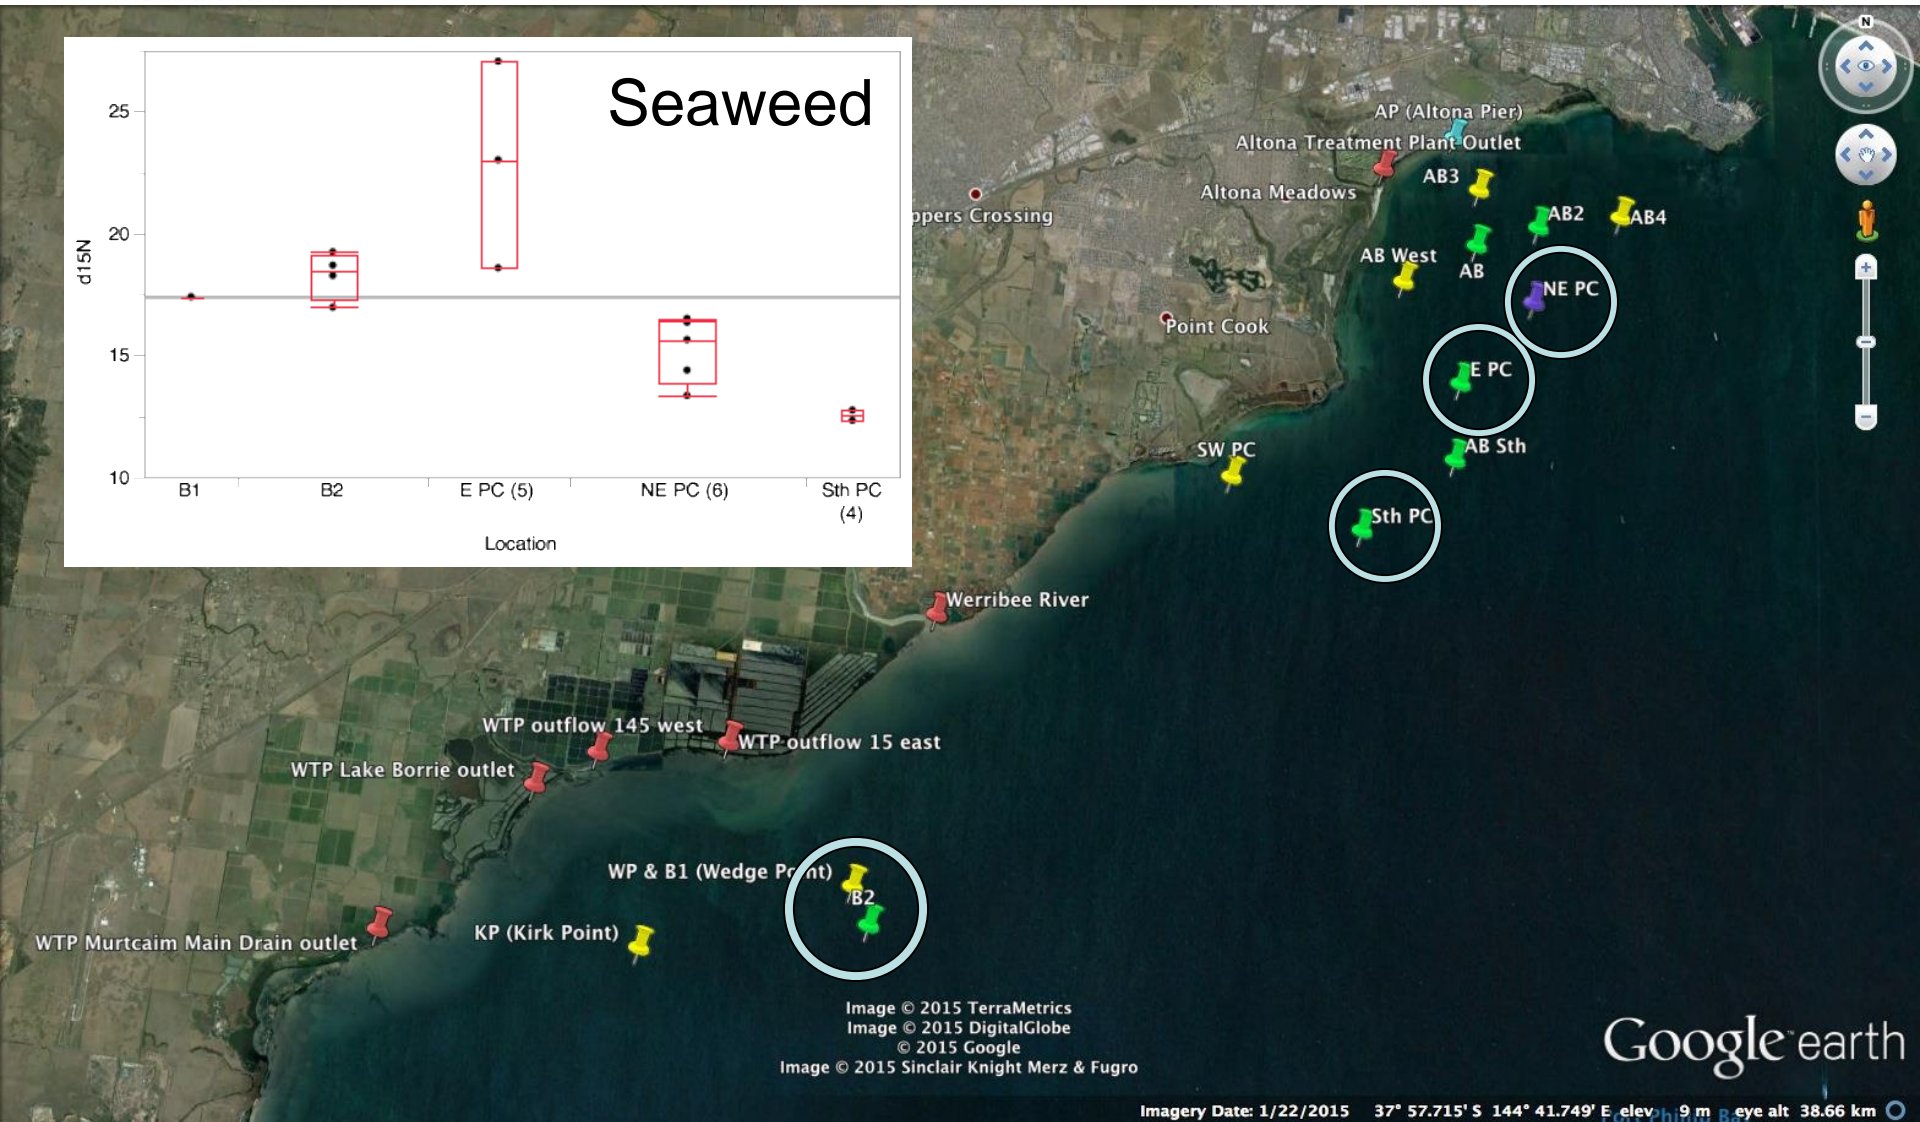 Seaweed
25
20
15
10
d15N
B1
B2
E PC (5)
NE PC (6)
Sth PC
(4)
Location
N
AP (Altona Pier)
Altona Treatment Plant Outlet
AB3
Altona Meadows
ppers Crossing
AB2
AB4
AB West
AB
NE PC
Point Cook
E PC
AB Sth
SW PC
Sth PC
Werribee River
WTP outflow 145 west
WTP outflow 15 east
WTP Lake Borrie outlet
WP & B1 (Wedge Point)
B2
KP (Kirk Point)
WTP Murtcaim Main Drain outlet
Image © 2015 TerraMetrics
Image © 2015 DigitalGlobe
© 2015 Google
Image © 2015 Sinclair Knight Merz & Fugro
Google earth
Imagery Date: 1/22/2015 37° 57.715' S 144° 41.749' E elev 9 m eye alt 38.66 km